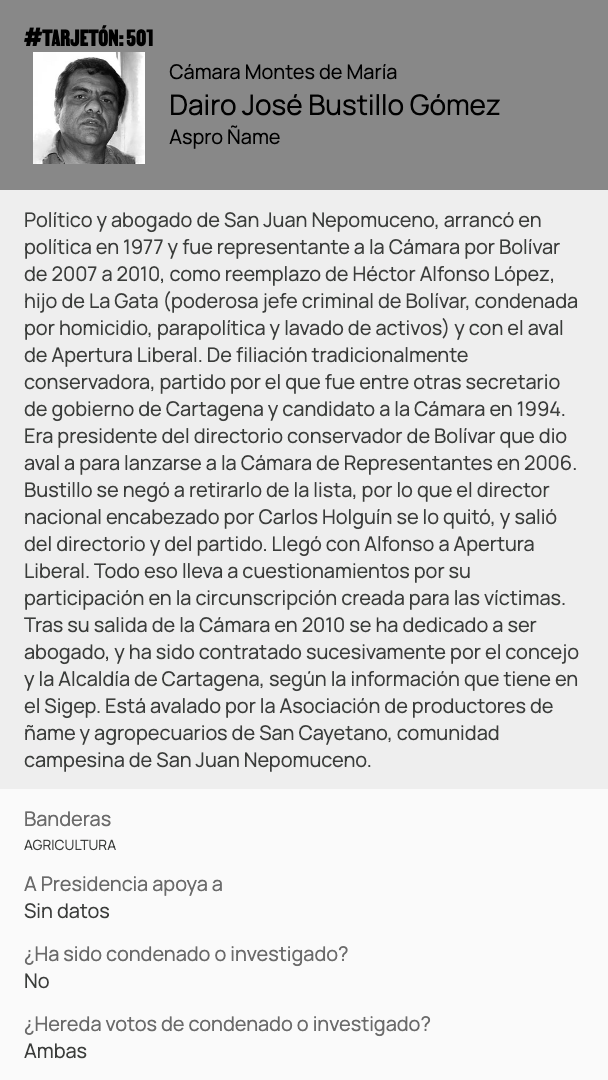 #TARJETÓN: 501
Cámara Montes de María
Dairo José Bustillo Gómez
Aspro Ñame
Político y abogado de San Juan Nepomuceno, arrancó en
política en 1977 y fue representante a la Cámara por Bolívar
de 2007 a 2010, como reemplazo de Héctor Alfonso López,
hijo de La Gata (poderosa jefe criminal de Bolívar, condenada
por homicidio, parapolítica y lavado de activos) y con el aval
de Apertura Liberal. De filiación tradicionalmente
conservadora, partido por el que fue entre otras secretario
de gobierno de Cartagena y candidato a la Cámara en 1994.
Era presidente del directorio conservador de Bolívar que dio
aval a para lanzarse a la Cámara de Representantes en 2006.
Bustillo se negó a retirarlo de la lista, por lo que el director
nacional encabezado por Carlos Holguín se lo quitó, y salió
del directorio y del partido. Llegó con Alfonso a Apertura
Liberal. Todo eso lleva a cuestionamientos por su
participación en la circunscripción creada para las víctimas.
Tras su salida de la Cámara en 2010 se ha dedicado a ser
abogado, y ha sido contratado sucesivamente por el concejo
y la Alcaldía de Cartagena, según la información que tiene en
el Sigep. Está avalado por la Asociación de productores de
ñame y agropecuarios de San Cayetano, comunidad
campesina de San Juan Nepomuceno.
Banderas
AGRICULTURA
A Presidencia apoya a
Sin datos
¿Ha sido condenado o investigado?
No
¿Hereda votos de condenado o investigado?
Ambas